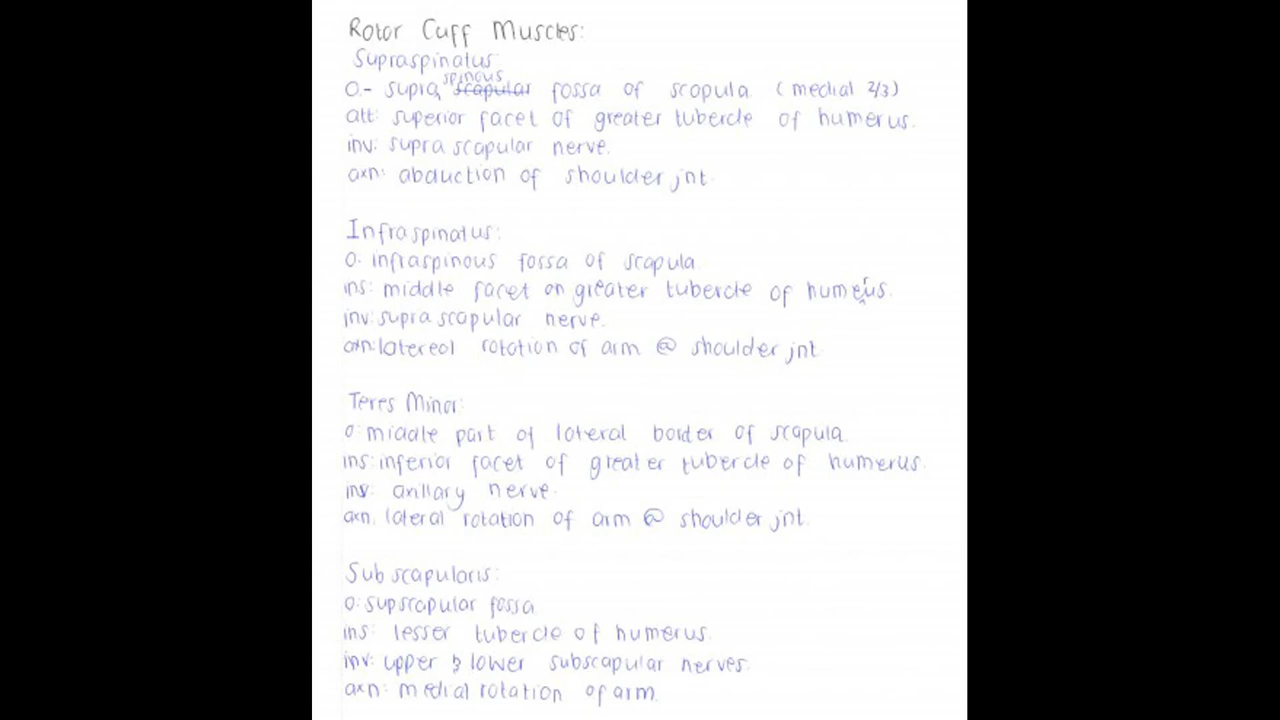 Rotor Cuff Muscles:
Supraspinatus:
O.- supra spinous scapular fossa of scapula (medial 2/3)
att: superior facet of greater tubercle of humerus.
inv: supra scapular nerve.
axn: abduction of shoulder jnt.
Infraspinatus:
O: infraspinous fossa of scapula.
ins: middle facet on greater tubercle of humerus.
inv: supra scapular nerve.
axn: latereal rotation of arm @ shoulder jnt.
Teres Minor:
O: middle part of lateral border of scapula.
ins: inferior facet of greater tubercle of humerus.
inv: axillary nerve.
axn: lateral rotation of arm @ shoulder jnt.
Subscapularis:
O: supscapular fossa
ins: lesser tubercle of humerus.
inv: upper & lower subscapular nerves.
axn: medial rotation of arm.